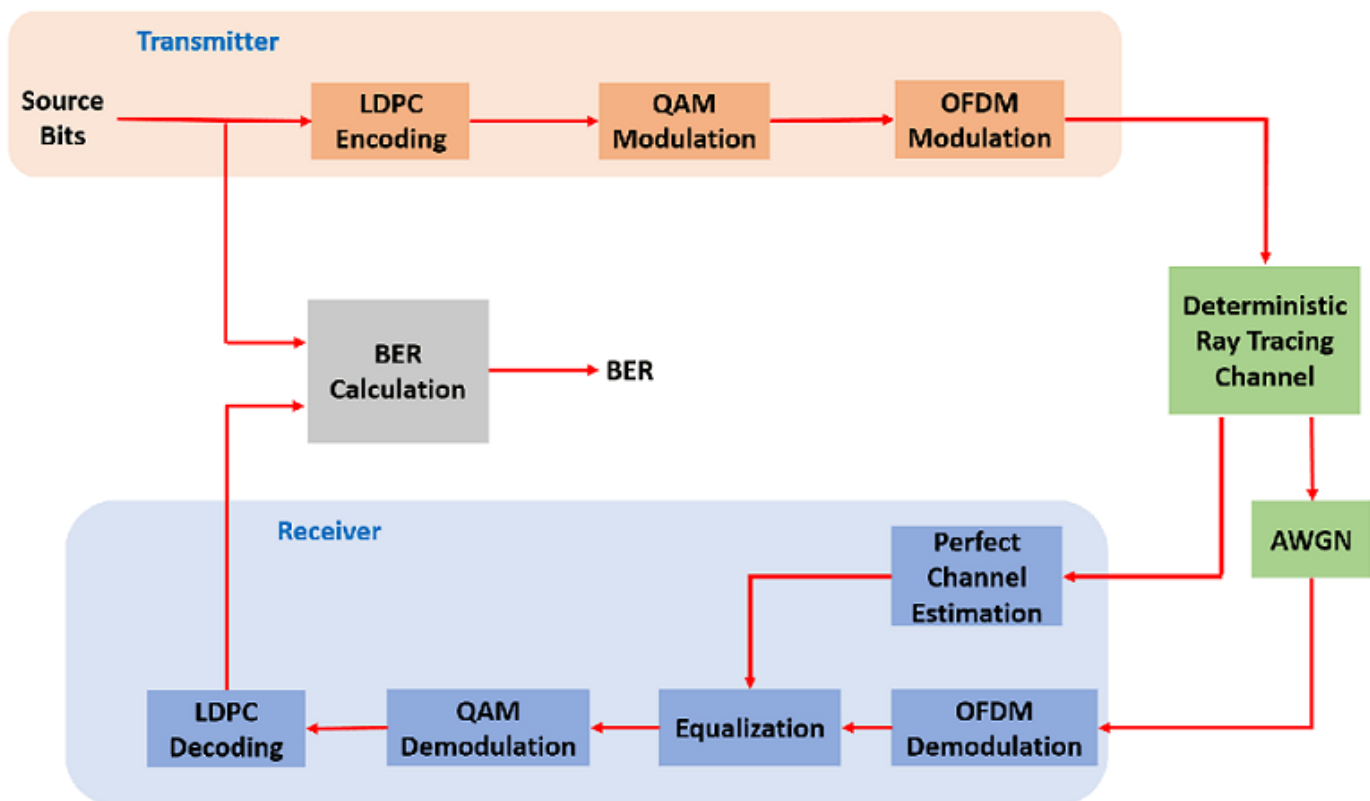 Transmitter
Source
Bits
LDPC
Encoding
QAM
Modulation
OFDM
Modulation
Deterministic
Ray Tracing
Channel
BER
Calculation
BER
AWGN
Receiver
Perfect
Channel
Estimation
LDPC
Decoding
QAM
Demodulation
Equalization
OFDM
Demodulation